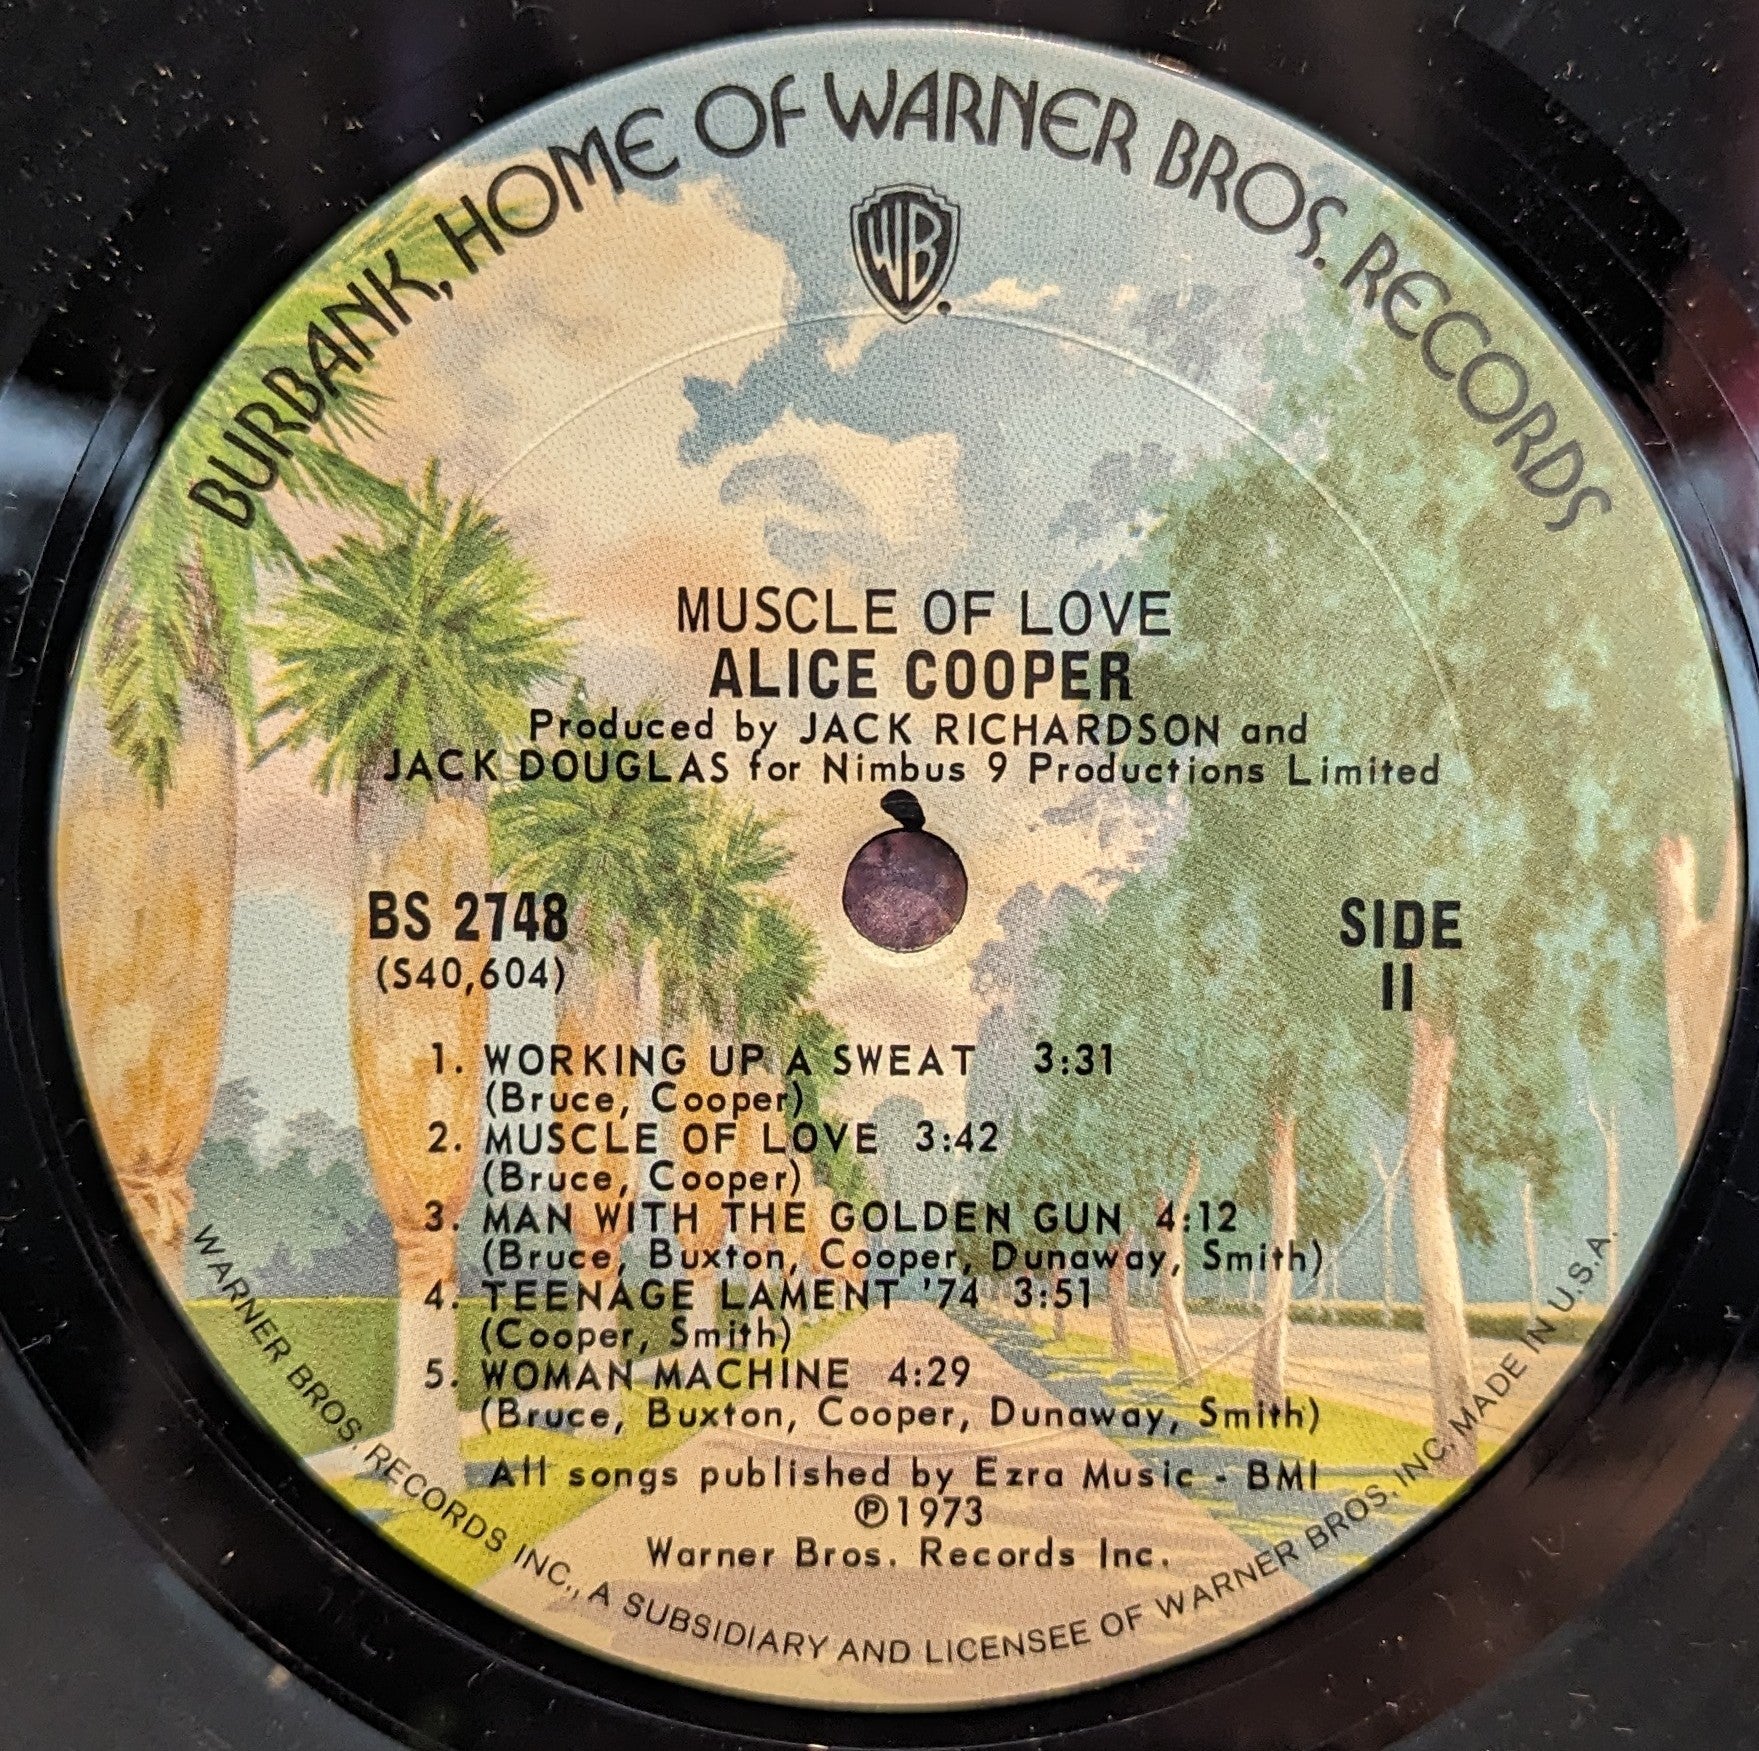 BURBANK, HOME OF WARNER BROS. RECORDS
WB
MUSCLE OF LOVE
ALICE COOPER
Produced by JACK RICHARDSON and
JACK DOUGLAS for Nimbus 9 Productions Limited
BS 2748
(S40,604)
SIDE
II
1. WORKING UP A SWEAT 3:31
(Bruce, Cooper)
2. MUSCLE OF LOVE 3:42
(Bruce, Cooper)
3. MAN WITH THE GOLDEN GUN 4:12
(Bruce, Buxton, Cooper, Dunaway, Smith)
4. TEENAGE LAMENT '74 3:51
(Cooper, Smith)
5. WOMAN MACHINE 4:29
(Bruce, Buxton, Cooper, Dunaway, Smith)
All songs published by Ezra Music - BMI
℗1973
Warner Bros. Records Inc.
WARNER BROS. RECORDS INC., A SUBSIDIARY AND LICENSEE OF WARNER BROS. INC. MADE IN U.S.A.